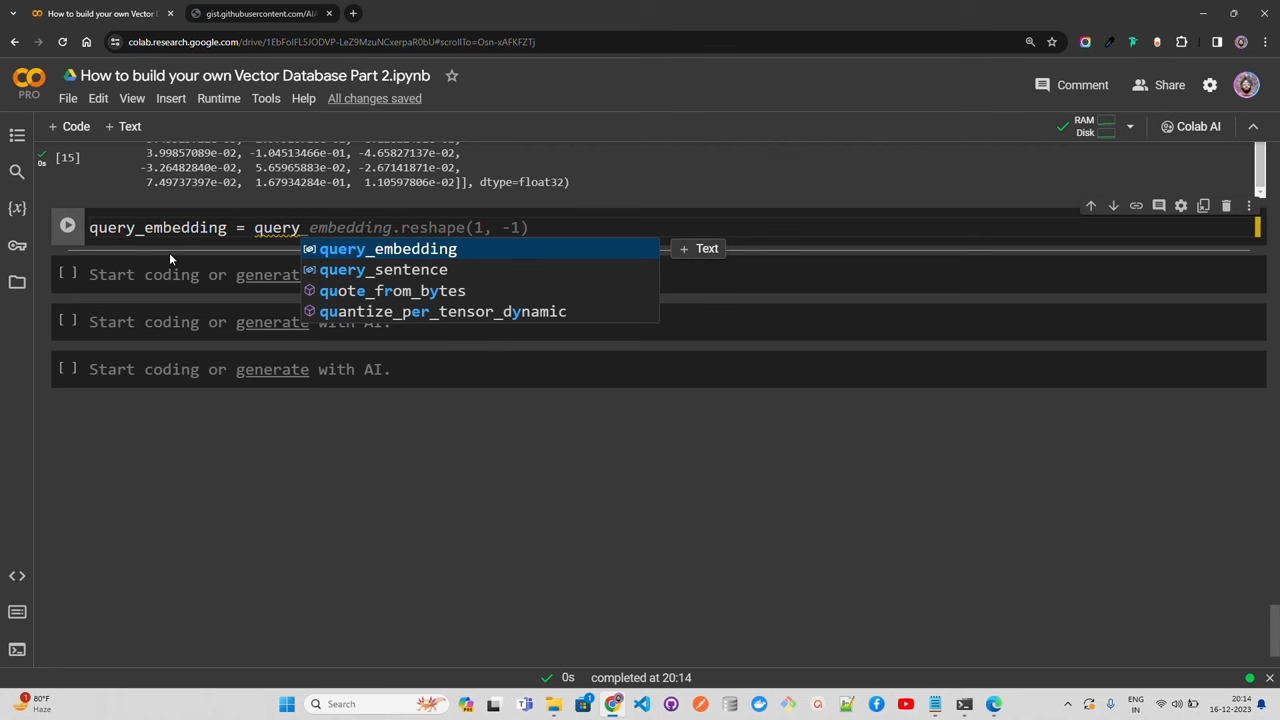 How to build your own Vector D
gist.githubusercontent.com/AIA
colab.research.google.com/drive/1EbFoIFL5JODVP-LeZ9MzuNCxerpaR0bU#scrollTo=Osn-xAFKFZTj
PRO
How to build your own Vector Database Part 2.ipynb
Comment
Share
File Edit View Insert Runtime Tools Help All changes saved
+ Code + Text
RAM
Disk
Colab AI
0s
[15]
3.99857089e-02, -1.04513466e-01, -4.65827137e-02,
-3.26482840e-02, 5.65965883e-02, -2.67141871e-02,
7.49737397e-02, 1.67934284e-01, 1.10597806e-02]], dtype=float32)
query_embedding = query_embedding.reshape(1, -1)
query_embedding
+ Text
query_sentence
quote_from_bytes
quantize_per_tensor_dynamic
[ ] Start coding or generat
[ ] Start coding or generate with AI.
[ ] Start coding or generate with AI.
0s completed at 20:14
1
80°F
Haze
Search
1
ENG
IN
20:14
16-12-2023